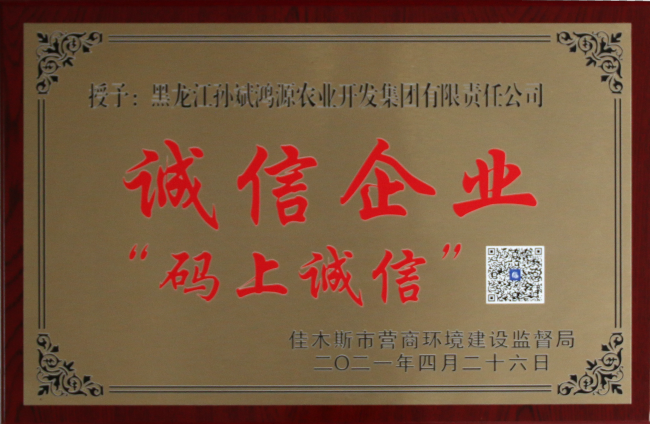 授予：黑龙江孙斌鸿源农业开发集团有限责任公司
诚信企业
“码上诚信”
佳木斯市营商环境建设监督局
二〇二一年四月二十六日